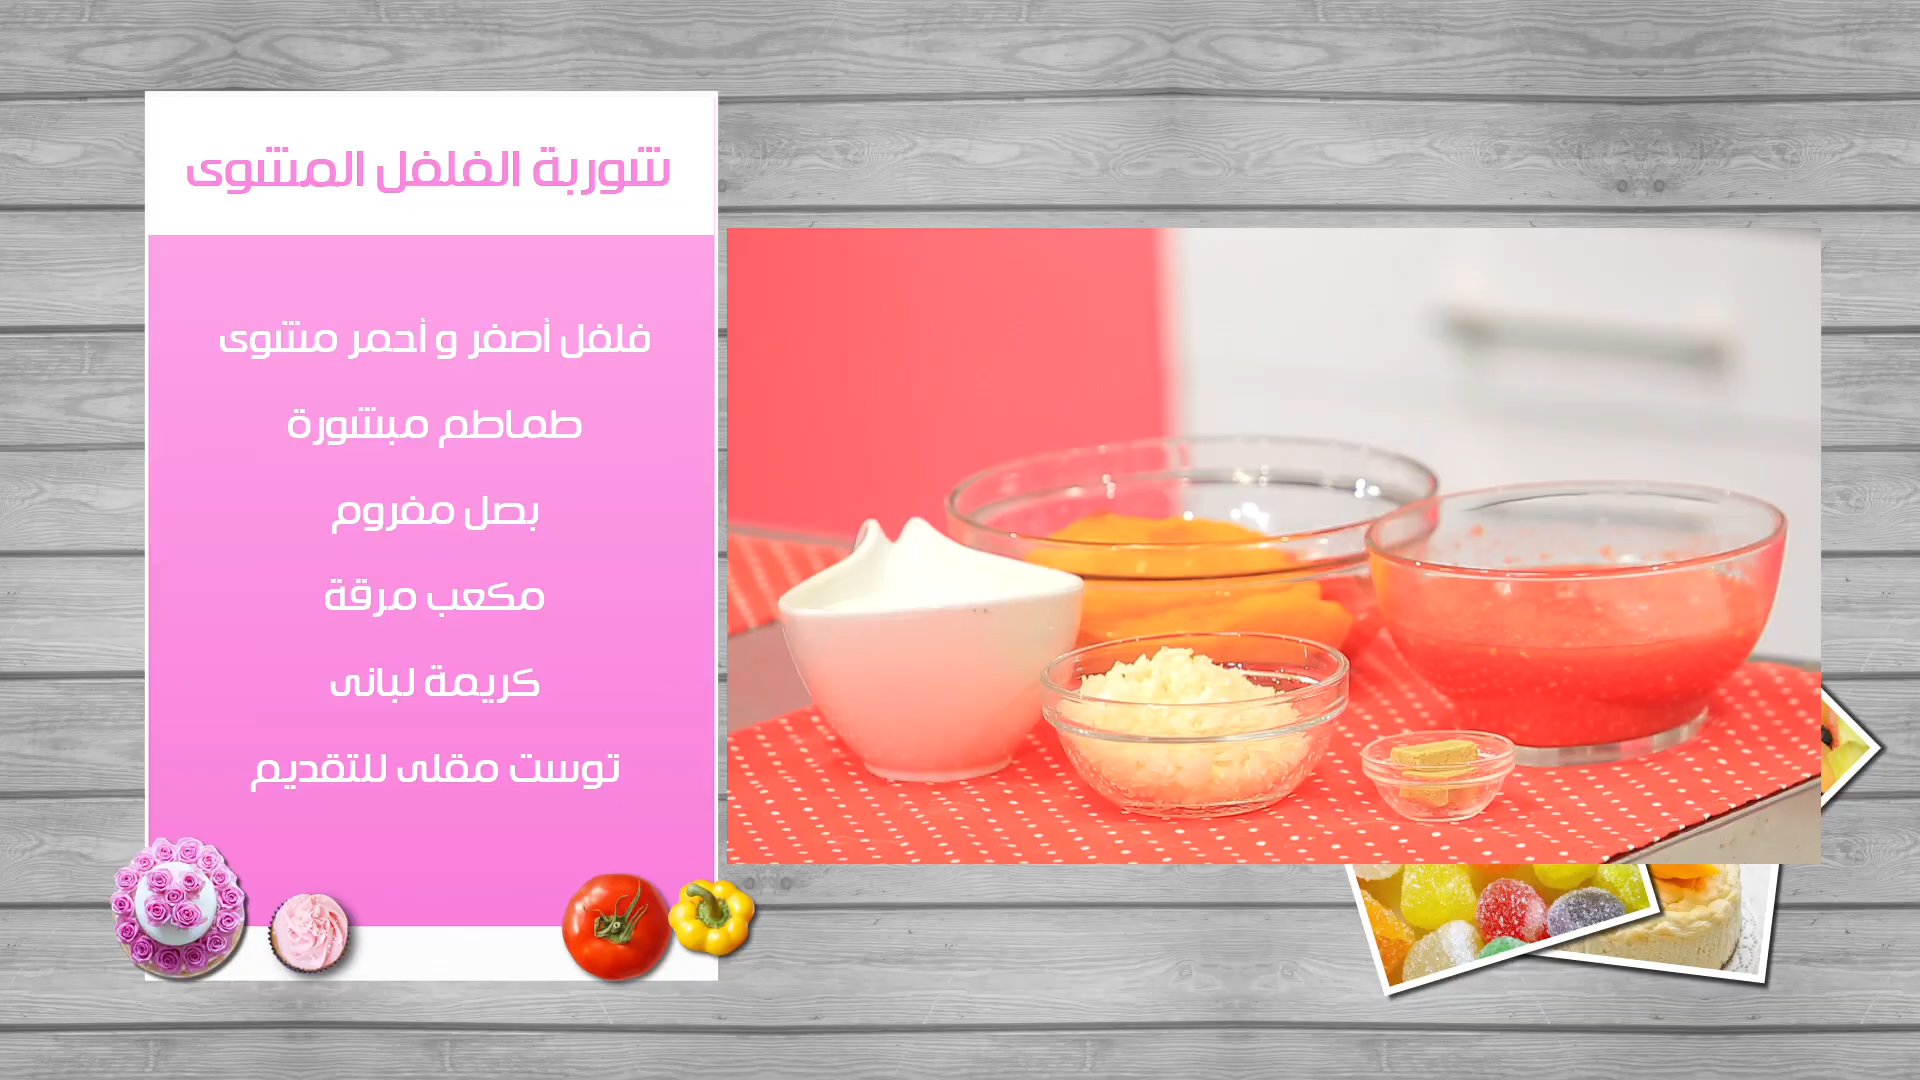 شوربة الفلفل المشوى
فلفل أصفر و أحمر مشوى
طماطم مبشورة
بصل مفروم
مكعب مرقة
كريمة لبانى
توست مقلى للتقديم